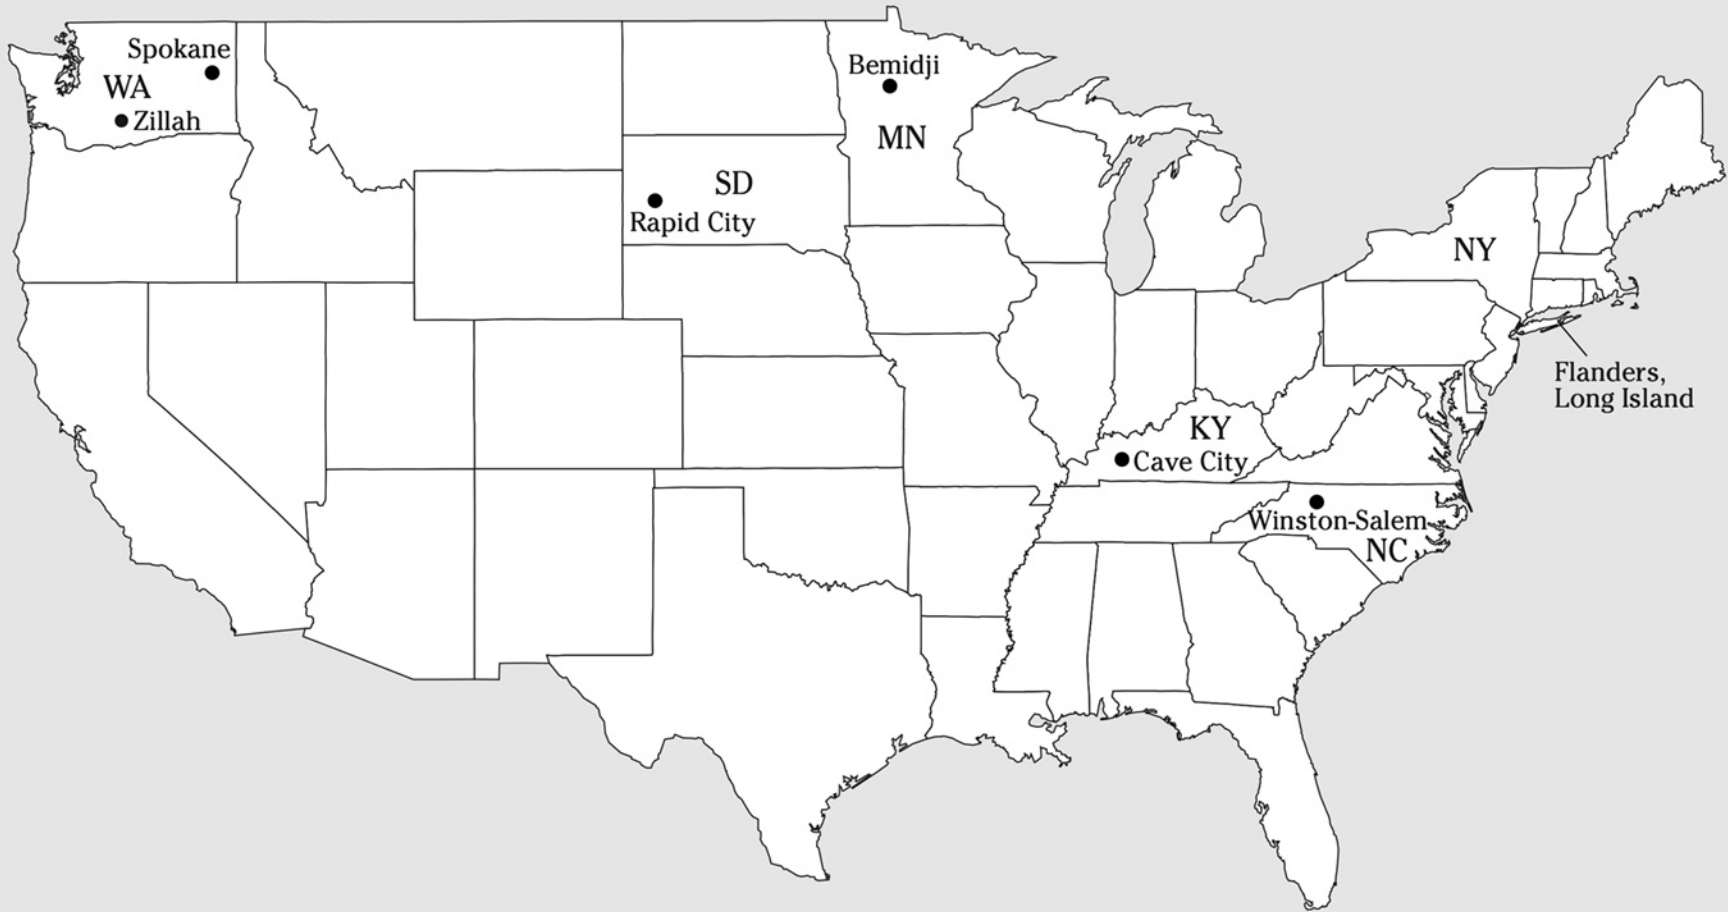 Spokane
WA
Zillah
Bemidji
MN
SD
Rapid City
NY
Flanders,
Long Island
KY
Cave City
Winston-Salem
NC